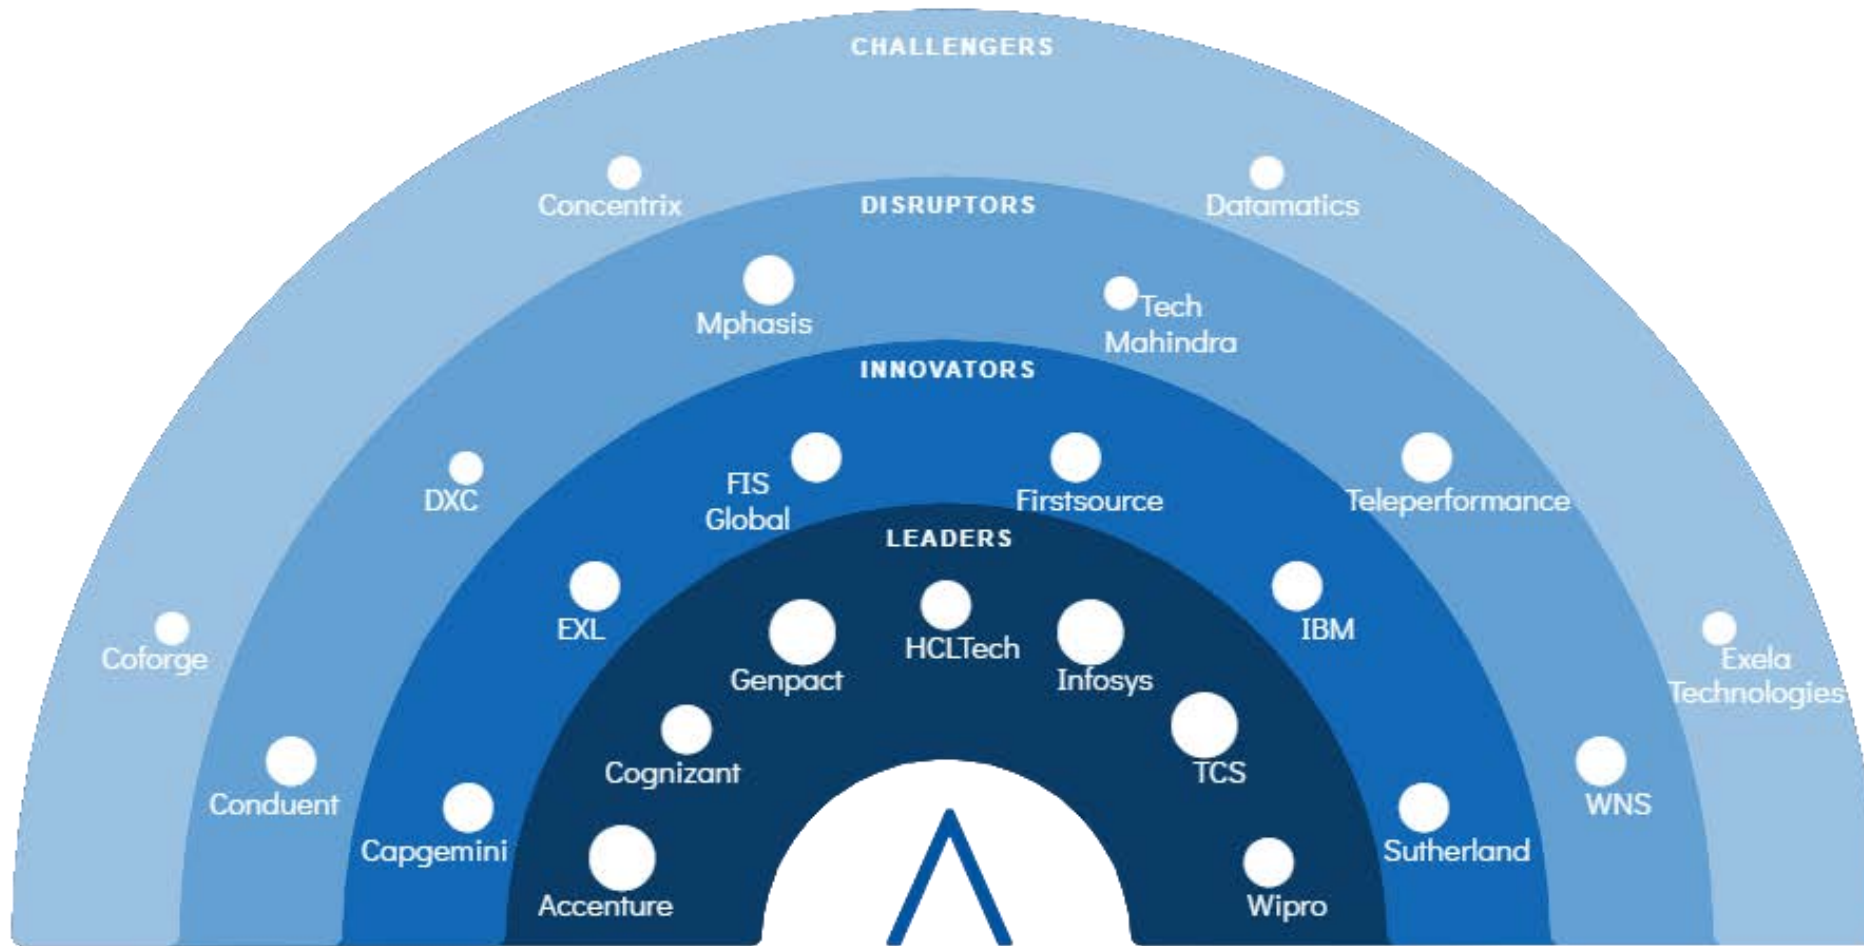 CHALLENGERS
Concentrix
Datamatics
Coforge
Exela
Technologies
DISRUPTORS
Mphasis
Tech
Mahindra
DXC
Teleperformance
Conduent
WNS
INNOVATORS
FIS
Global
Firstsource
EXL
IBM
Capgemini
Sutherland
LEADERS
Genpact
HCLTech
Infosys
Cognizant
TCS
Accenture
Wipro